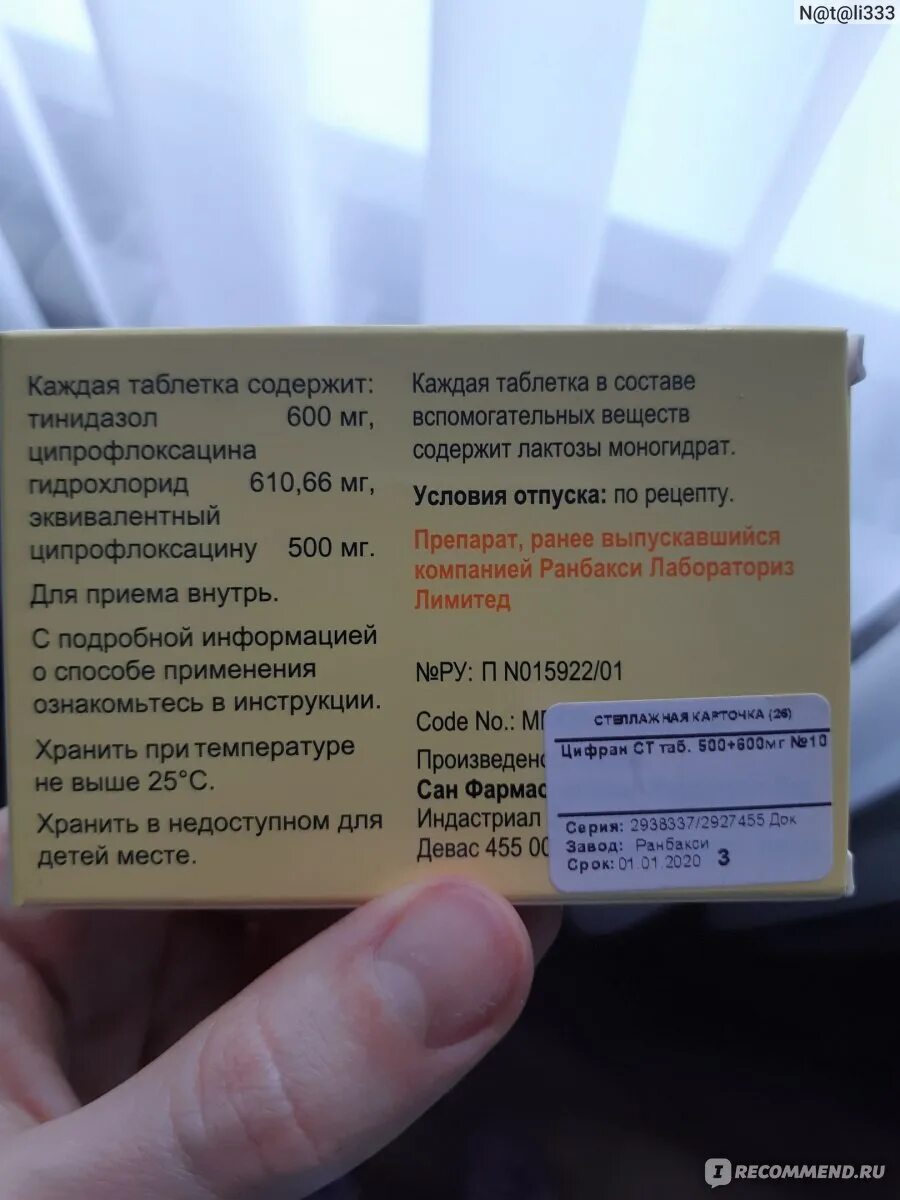 N@t@li333
Каждая таблетка содержит:
тинидазол 600 мг,
ципрофлоксацина
гидрохлорид 610,66 мг,
эквивалентный
ципрофлоксацину 500 мг.
Для приема внутрь.
С подробной информацией
о способе применения
ознакомьтесь в инструкции.
Хранить при температуре
не выше 25°C.
Хранить в недоступном для
детей месте.
Каждая таблетка в составе
вспомогательных веществ
содержит лактозы моногидрат.
Условия отпуска: по рецепту.
Препарат, ранее выпускавшийся
компанией Ранбакси Лабораториз
Лимитед
№РУ: П N015922/01
Code No.:
Произведено
Сан Фармас
Индастриал
Девас 455 00
СТЕЛЛАЖНАЯ КАРТОЧКА (26)
Цифран СТ таб. 500+600мг №10
Серия: 2938337/2927455 Док
Завод: Ранбакси
Срок: 01.01.2020 3
IRECOMMEND.RU